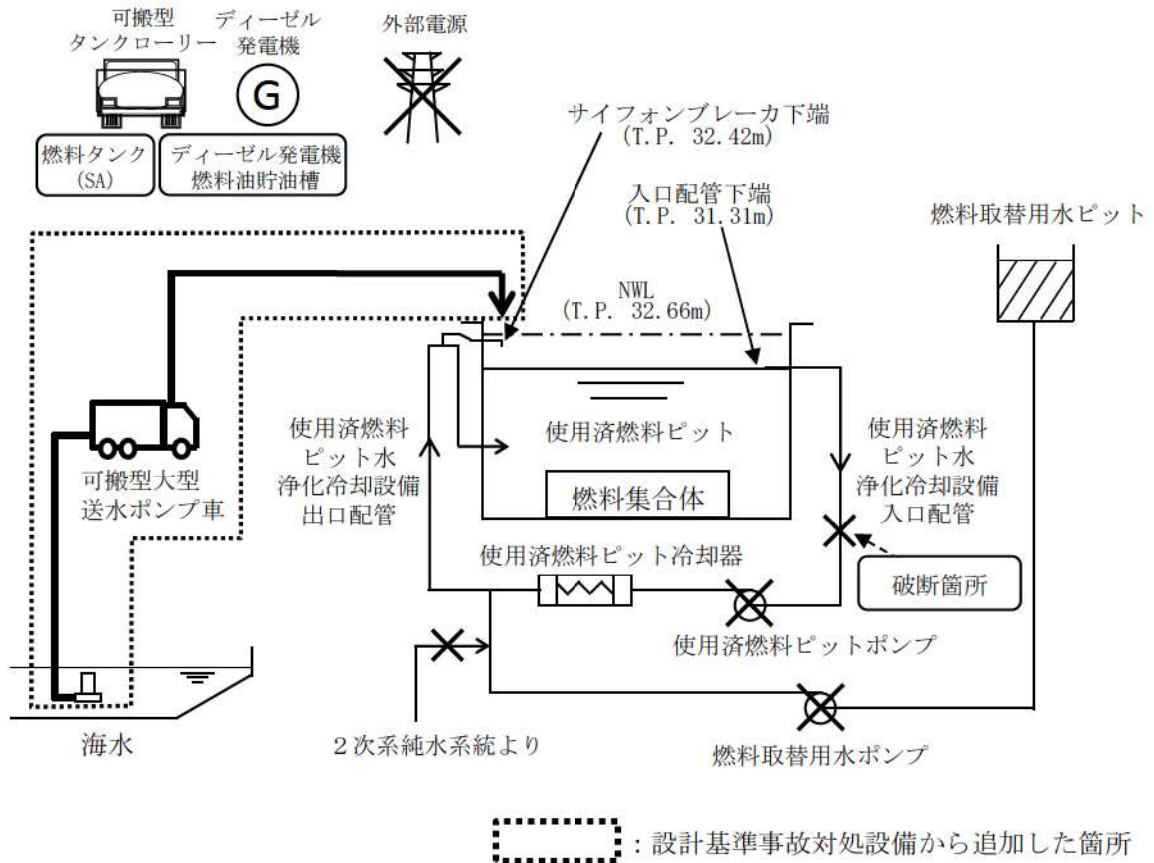 可搬型
タンクローリー
ディーゼル
発電機
外部電源
G
燃料タンク
(SA)
ディーゼル発電機
燃料油貯油槽
サイフォンブレーカ下端
(T.P. 32.42m)
入口配管下端
(T.P. 31.31m)
燃料取替用水ピット
NWL
(T.P. 32.66m)
使用済燃料
ピット水
浄化冷却設備
出口配管
使用済燃料ピット
燃料集合体
使用済燃料
ピット水
浄化冷却設備
入口配管
可搬型大型
送水ポンプ車
使用済燃料ピット冷却器
破断箇所
使用済燃料ピットポンプ
海水
2次系純水系統より
燃料取替用水ポンプ
:設計基準事故対処設備から追加した箇所